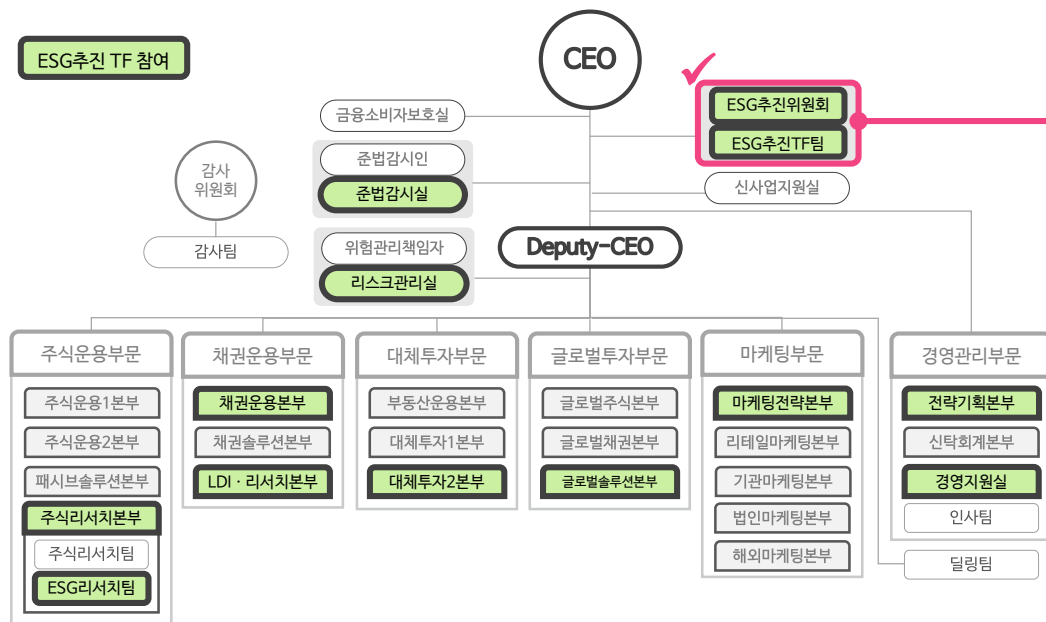 ESG추진 TF 참여
CEO
ESG추진위원회
ESG추진TF팀
금융소비자보호실
준법감시인
준법감시실
신사업지원실
감사
위원회
감사팀
위험관리책임자
리스크관리실
Deputy-CEO
주식운용부문
주식운용1본부
주식운용2본부
패시브솔루션본부
주식리서치본부
주식리서치팀
ESG리서치팀
채권운용부문
채권운용본부
채권솔루션본부
LDI · 리서치본부
대체투자부문
부동산운용본부
대체투자1본부
대체투자2본부
글로벌투자부문
글로벌주식본부
글로벌채권본부
글로벌솔루션본부
마케팅부문
마케팅전략본부
리테일마케팅본부
기관마케팅본부
법인마케팅본부
해외마케팅본부
경영관리부문
전략기획본부
신탁회계본부
경영지원실
인사팀
딜링팀